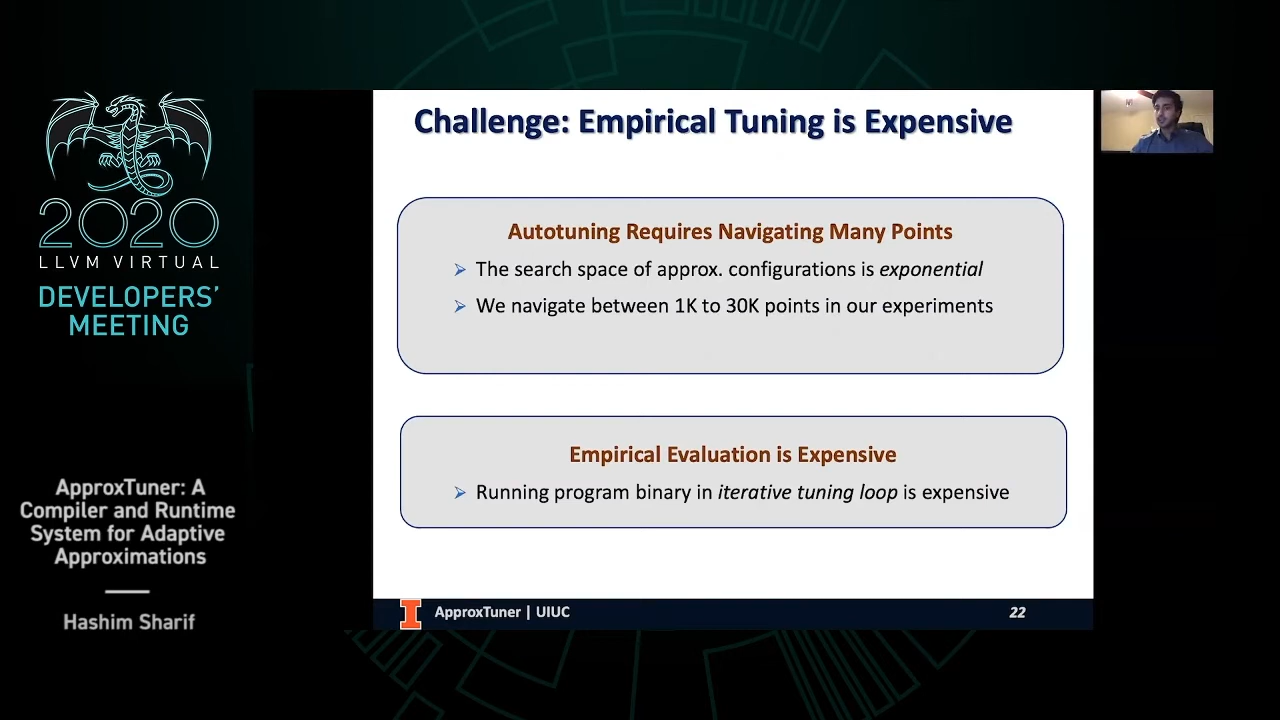 2020
LLVM VIRTUAL
DEVELOPERS'
MEETING
ApproxTuner: A
Compiler and Runtime
System for Adaptive
Approximations
Hashim Sharif
Challenge: Empirical Tuning is Expensive
Autotuning Requires Navigating Many Points
➢ The search space of approx. configurations is exponential
➢ We navigate between 1K to 30K points in our experiments
Empirical Evaluation is Expensive
➢ Running program binary in iterative tuning loop is expensive
ApproxTuner | UIUC
22